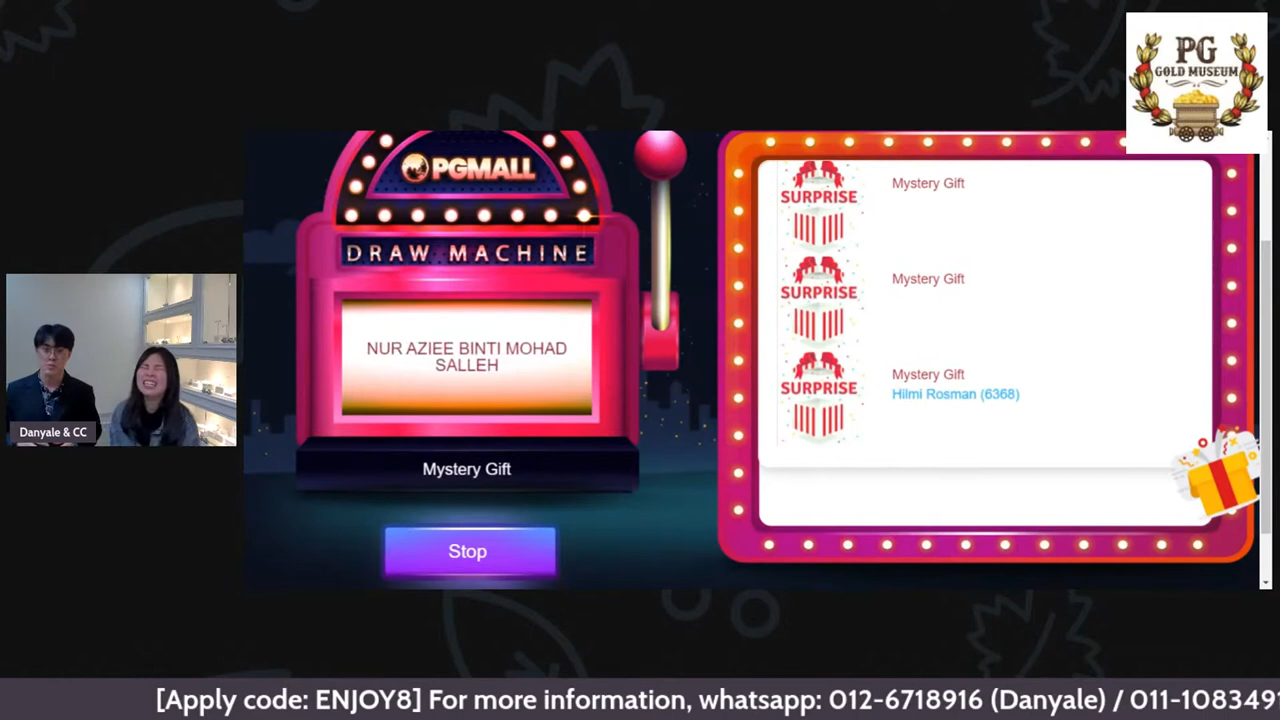 PG
GOLD MUSEUM
PGMALL
DRAW MACHINE
NUR AZIEE BINTI MOHAD
SALLEH
Mystery Gift
Stop
SURPRISE
Mystery Gift
SURPRISE
Mystery Gift
SURPRISE
Mystery Gift
Hilmi Rosman (6368)
Danyale & CC
[Apply code: ENJOY8] For more information, whatsapp: 012-6718916 (Danyale) / 011-1083491